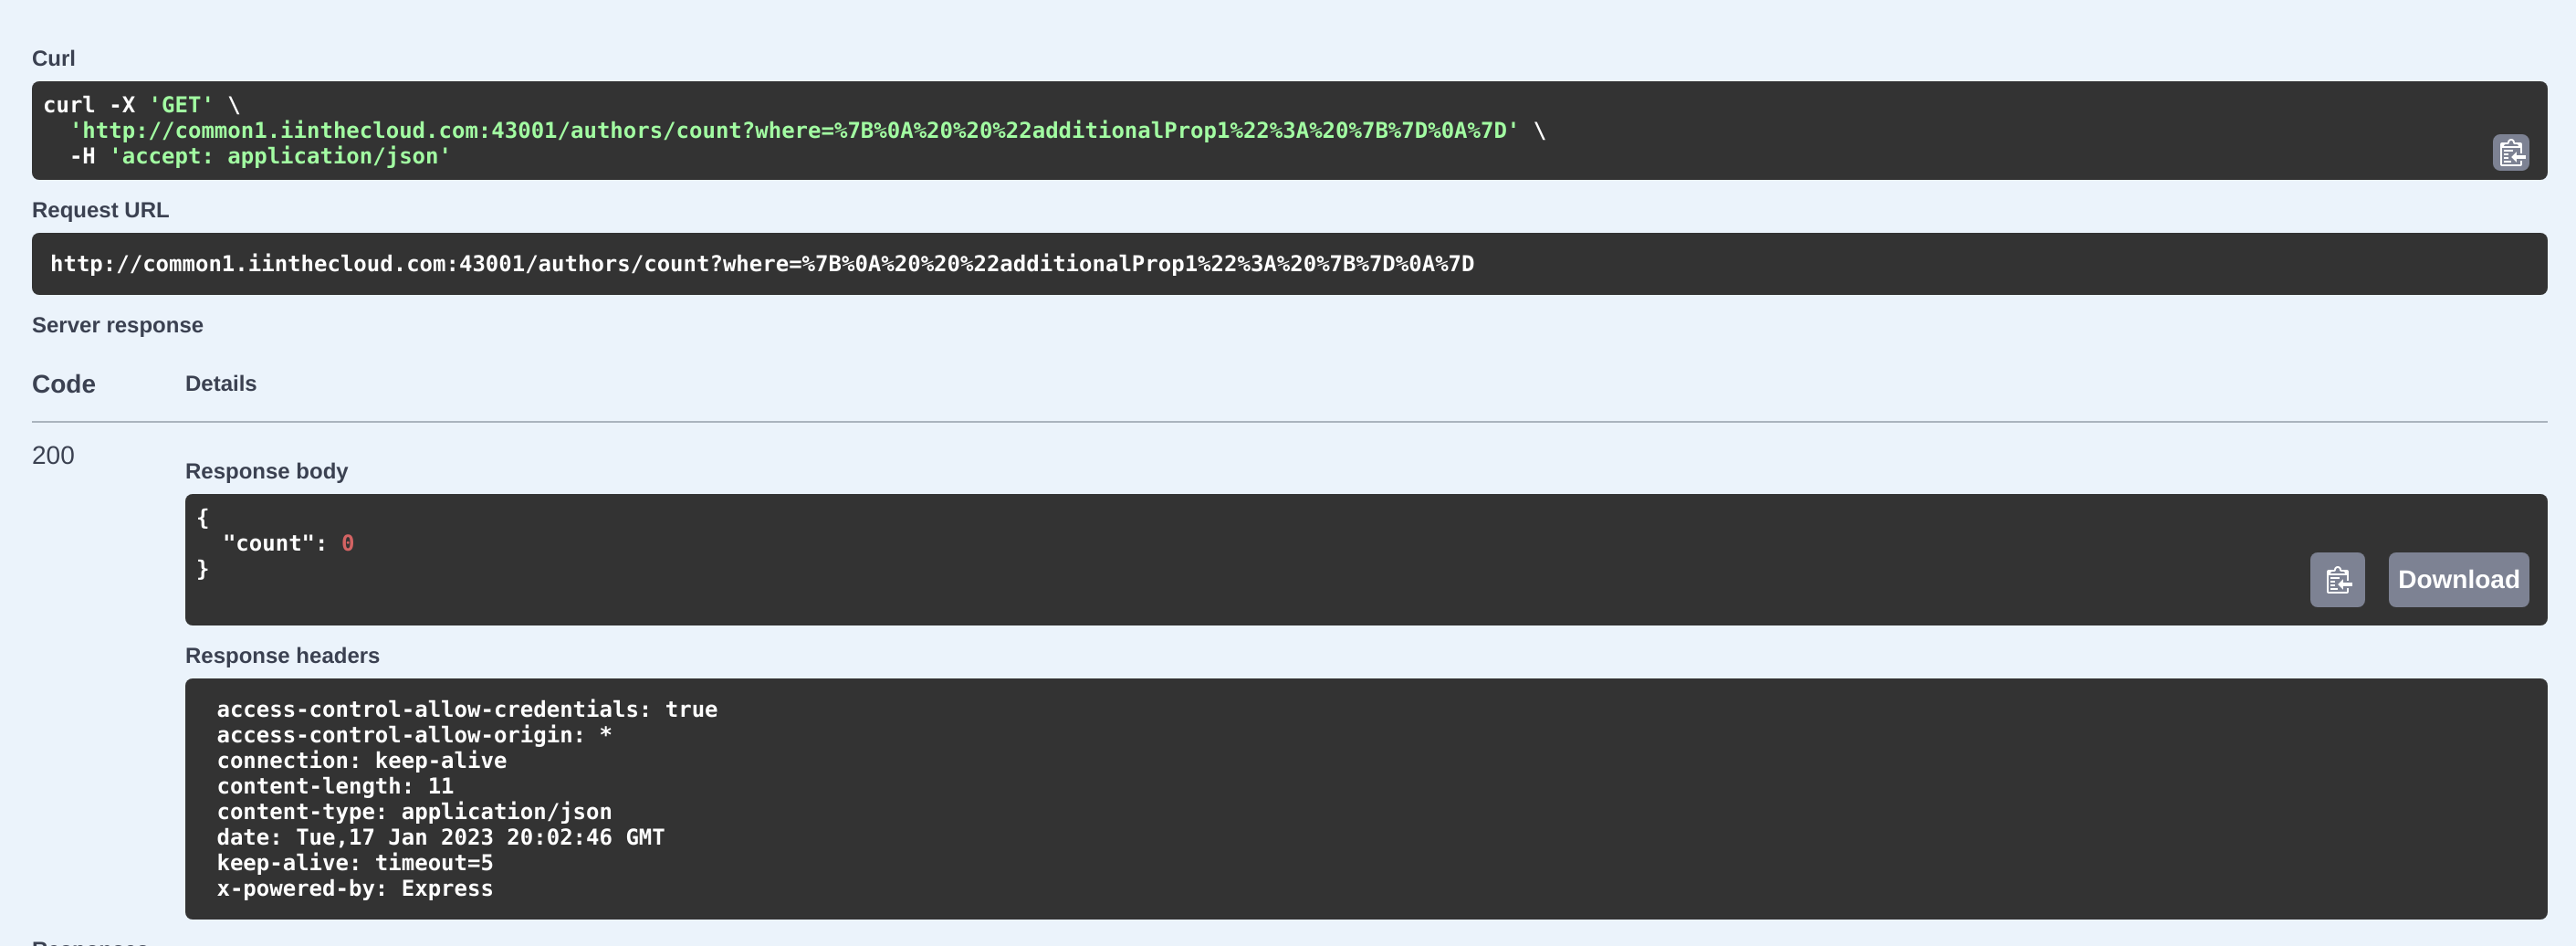 Curl
curl -X 'GET' \
  'http://common1.iinthecloud.com:43001/authors/count?where=%7B%0A%20%20%22additionalProp1%22%3A%20%7B%7D%0A%7D' \
  -H 'accept: application/json'
Request URL
http://common1.iinthecloud.com:43001/authors/count?where=%7B%0A%20%20%22additionalProp1%22%3A%20%7B%7D%0A%7D
Server response
Code Details
200
Response body
{
  "count": 0
}
Download
Response headers
access-control-allow-credentials: true
access-control-allow-origin: *
connection: keep-alive
content-length: 11
content-type: application/json
date: Tue,17 Jan 2023 20:02:46 GMT
keep-alive: timeout=5
x-powered-by: Express